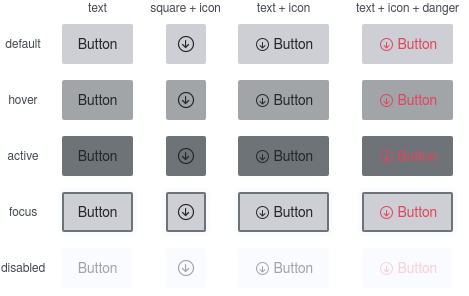 text square + icon text + icon text + icon + danger
default Button Button Button
hover Button Button Button
active Button Button Button
focus Button Button Button
disabled Button Button Button